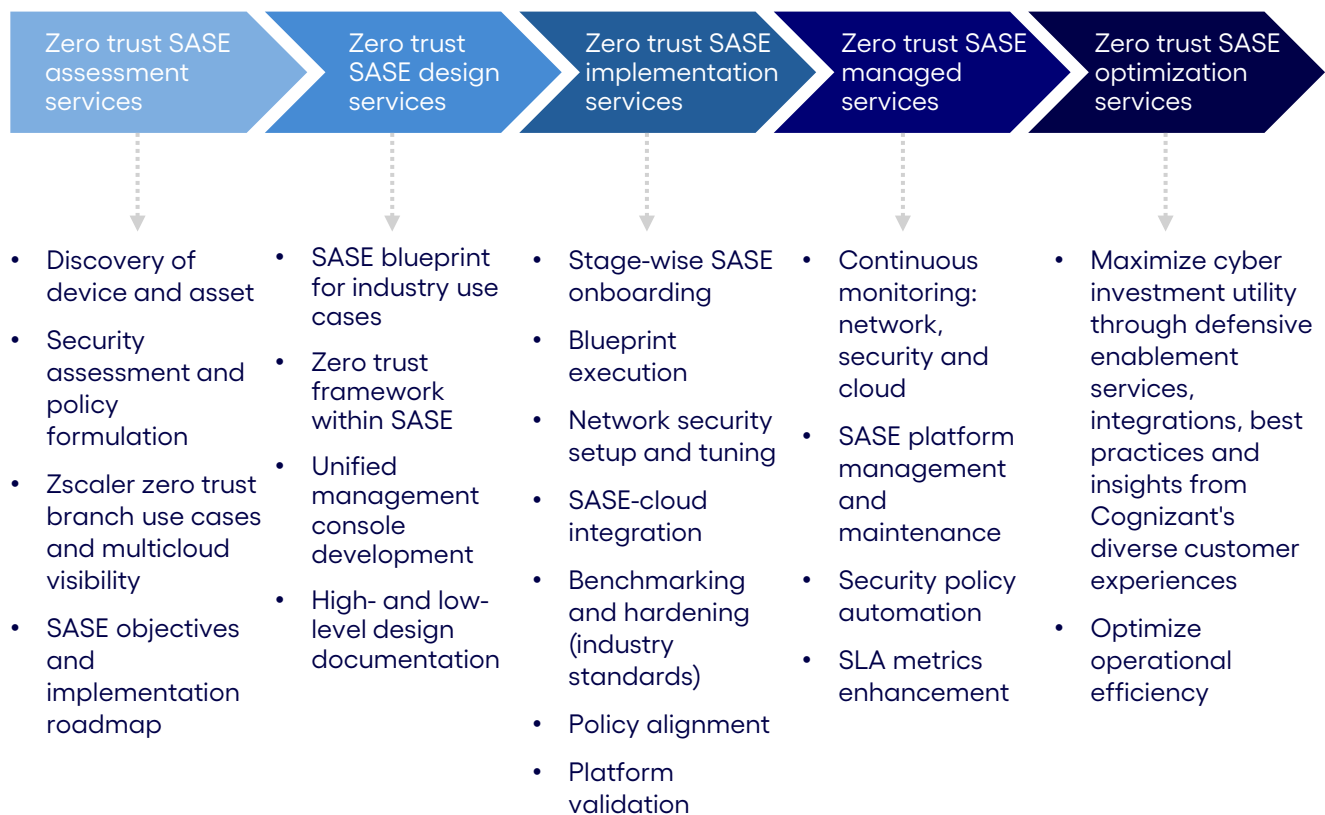 Zero trust SASE
assessment
services
Zero trust
SASE design
services
Zero trust SASE
implementation
services
Zero trust SASE
managed
services
Zero trust SASE
optimization
services
• Discovery of
device and asset
• Security
assessment and
policy
formulation
• Zscaler zero trust
branch use cases
and multicloud
visibility
• SASE objectives
and
implementation
roadmap
• SASE blueprint
for industry use
cases
• Zero trust
framework
within SASE
• Unified
management
console
development
• High- and low-
level design
documentation
• Stage-wise SASE
onboarding
• Blueprint
execution
• Network security
setup and tuning
• SASE-cloud
integration
• Benchmarking
and hardening
(industry
standards)
• Policy alignment
• Platform
validation
• Continuous
monitoring:
network,
security and
cloud
• SASE platform
management
and
maintenance
• Security policy
automation
• SLA metrics
enhancement
• Maximize cyber
investment utility
through defensive
enablement
services,
integrations, best
practices and
insights from
Cognizant's
diverse customer
experiences
• Optimize
operational
efficiency